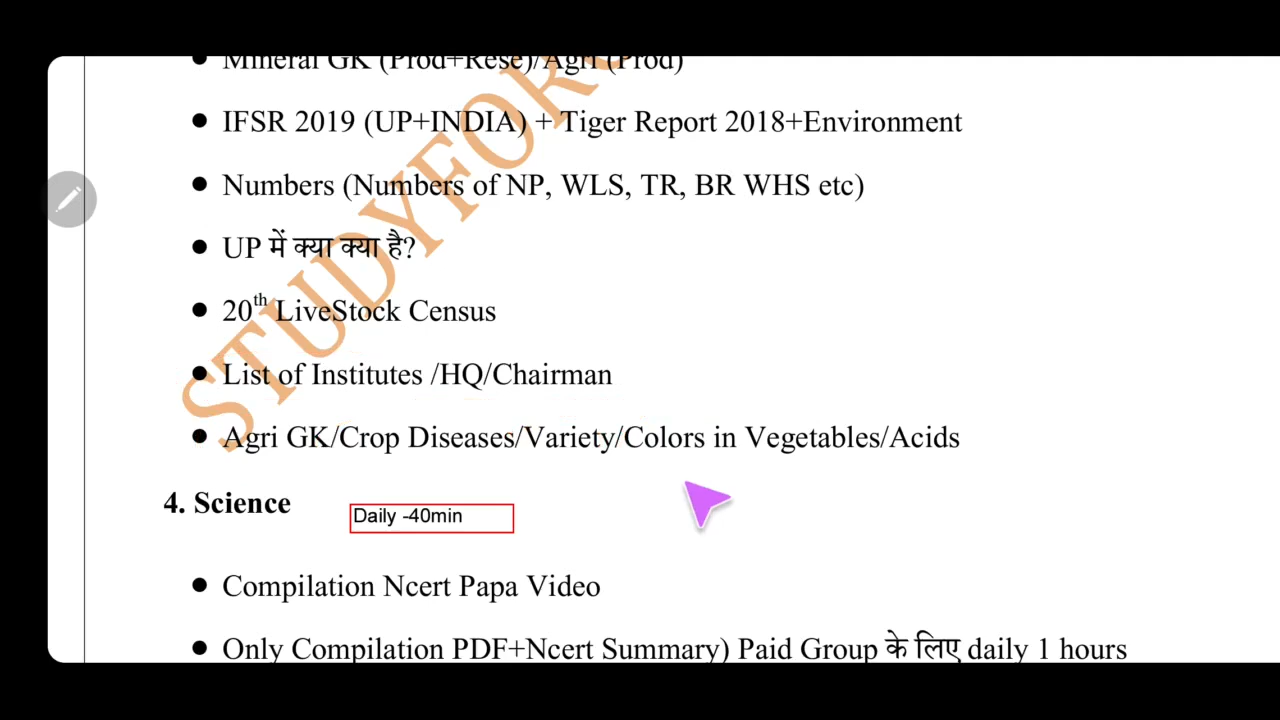 Mineral GK (Prod+Rese)/Agri (Prod)
IFSR 2019 (UP+INDIA) + Tiger Report 2018+Environment
Numbers (Numbers of NP, WLS, TR, BR WHS etc)
UP में क्या क्या है?
20th LiveStock Census
List of Institutes /HQ/Chairman
Agri GK/Crop Diseases/Variety/Colors in Vegetables/Acids
4. Science
Daily -40min
Compilation Ncert Papa Video
Only Compilation PDF+Ncert Summary) Paid Group के लिए daily 1 hours
STUDYFOR